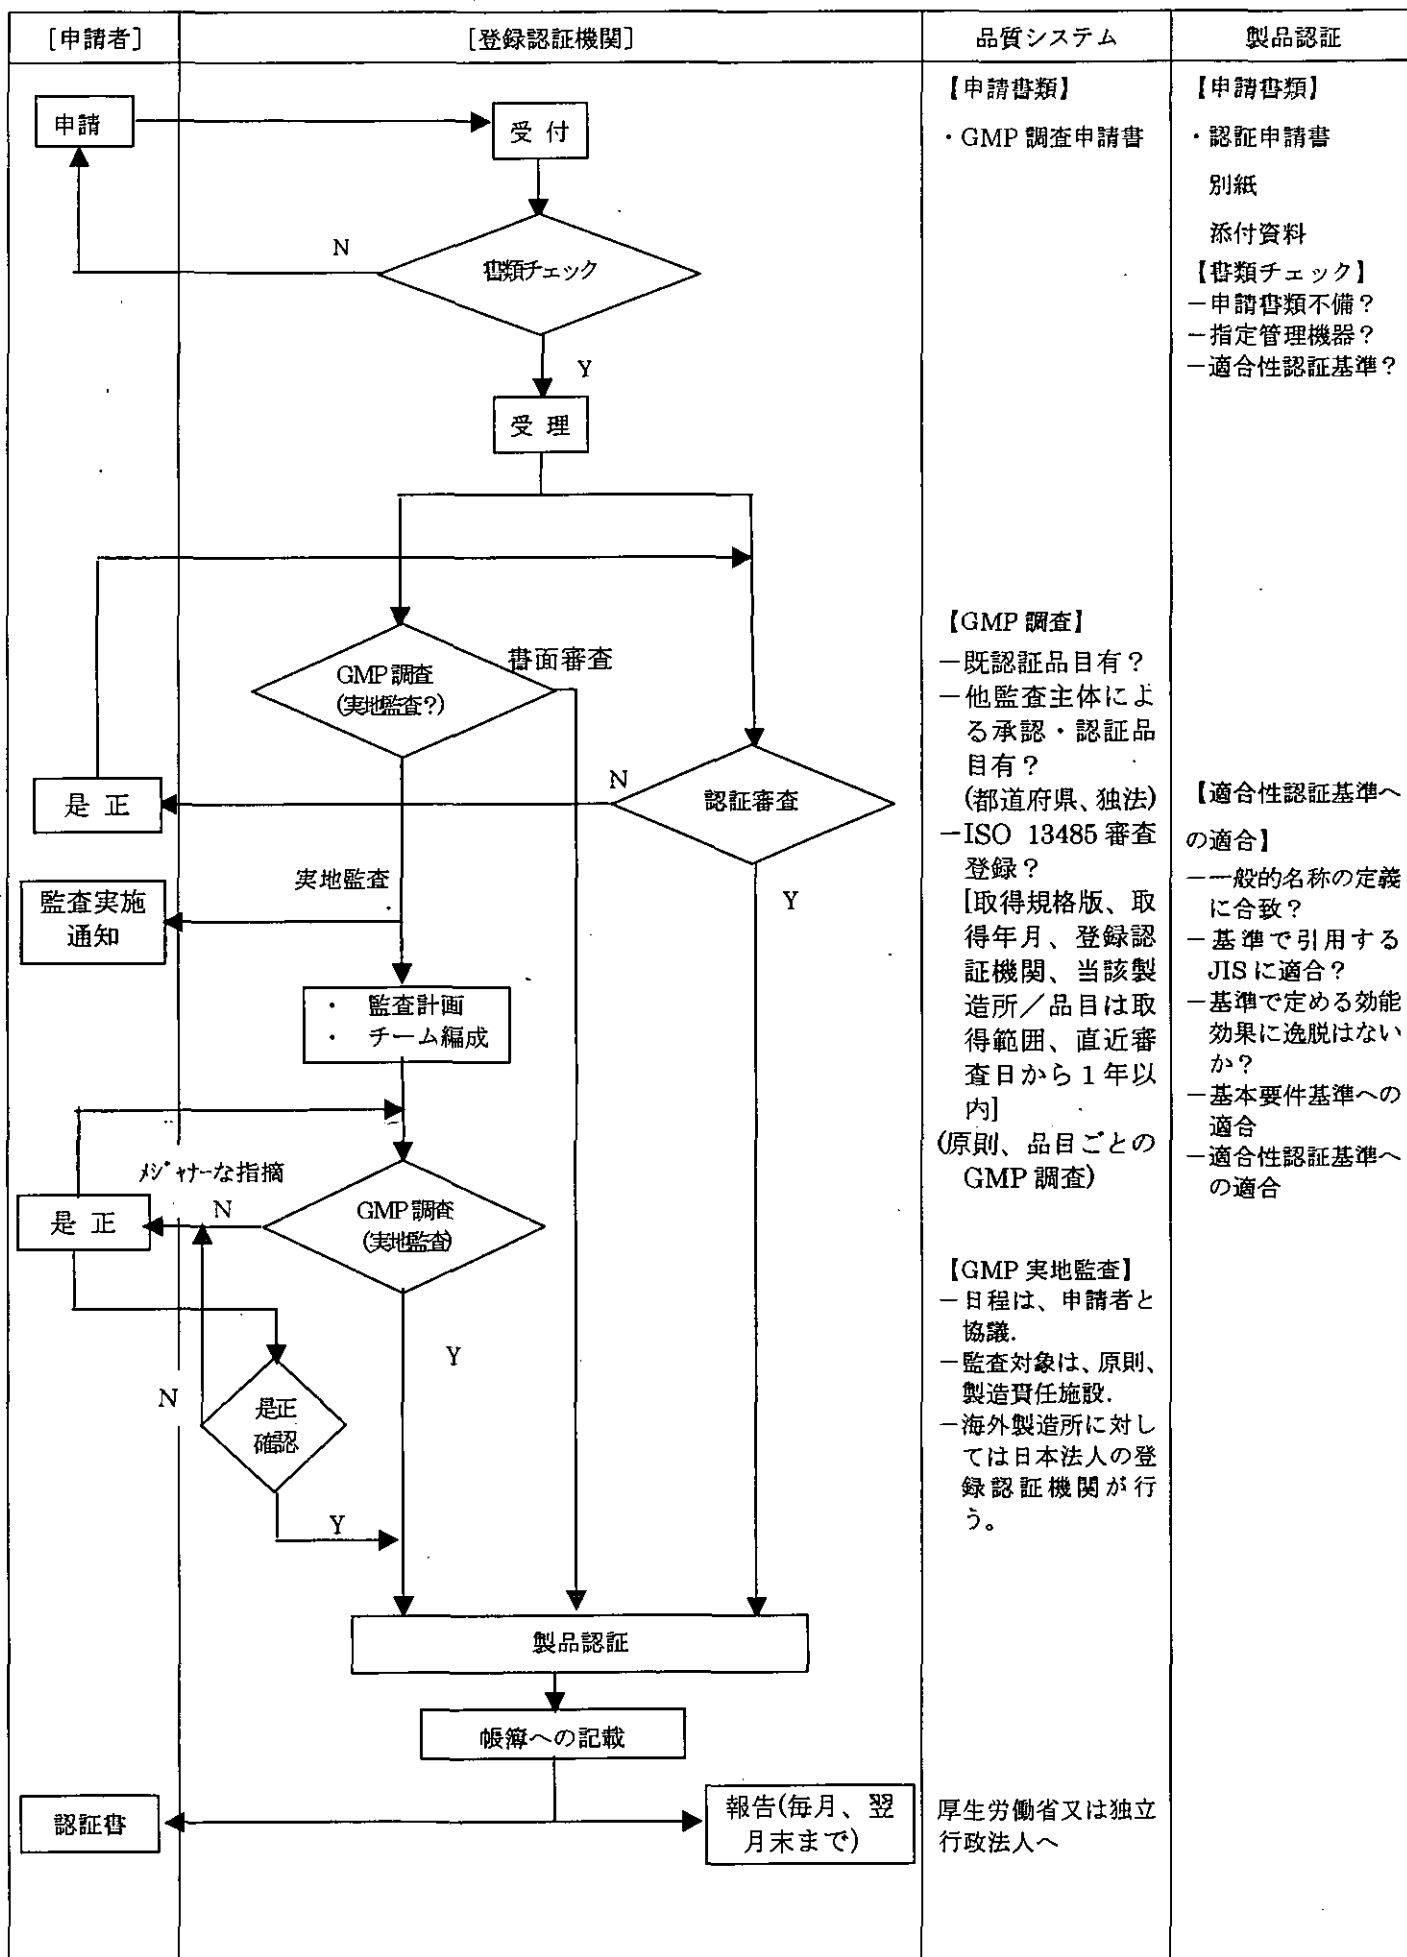 [申請者]
[登録認証機関]
品質システム
製品認証
申請
受 付
N
書類チェック
Y
受 理
GMP 調査
(実地監査?)
書面審査
N
認証審査
Y
是 正
実地監査
監査実施
通知
・ 監査計画
・ チーム編成
メジャナーな指摘
N
是 正
GMP 調査
(実地監査)
Y
N
是正
確認
Y
製品認証
帳簿への記載
認証書
報告(毎月、翌
月末まで)
【申請書類】
・GMP 調査申請書
【GMP 調査】
－既認証品目有？
－他監査主体によ
る承認・認証品
目有？
(都道府県、独法)
－ISO 13485 審査
登録？
[取得規格版、取
得年月、登録認
証機関、当該製
造所／品目は取
得範囲、直近審
査日から 1 年以
内]
(原則、品目ごとの
GMP 調査)
【GMP 実地監査】
－日程は、申請者と
協議.
－監査対象は、原則、
製造責任施設.
－海外製造所に対し
ては日本法人の登
録認証機関が行
う。
厚生労働省又は独立
行政法人へ
【申請書類】
・認証申請書
別紙
添付資料
【書類チェック】
－申請書類不備？
－指定管理機器？
－適合性認証基準？
【適合性認証基準へ
の適合】
－一般的名称の定義
に合致？
－基準で引用する
JIS に適合？
－基準で定める効能
効果に逸脱はない
か？
－基本要件基準への
適合
－適合性認証基準へ
の適合